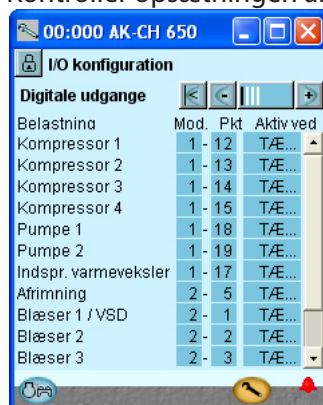 00:000 AK-CH 650
I/O konfiguration
Digitale udgange
Belastning Mod. Pkt Aktiv ved
Kompressor 1 1 - 12 TÆ...
Kompressor 2 1 - 13 TÆ...
Kompressor 3 1 - 14 TÆ...
Kompressor 4 1 - 15 TÆ...
Pumpe 1 1 - 18 TÆ...
Pumpe 2 1 - 19 TÆ...
Indspr. varmeveksler 1 - 17 TÆ...
Afrimning 2 - 5 TÆ...
Blæser 1 / VSD 2 - 1 TÆ...
Blæser 2 2 - 2 TÆ...
Blæser 3 2 - 3 TÆ...